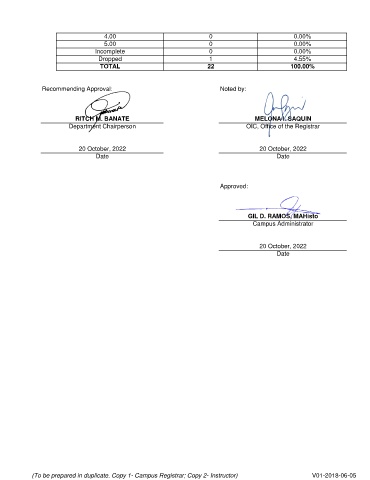 4.00 0 0.00%
5.00 0 0.00%
Incomplete 0 0.00%
Dropped 1 4.55%
TOTAL 22 100.00%
Recommending Approval: Noted by:
RITCH M. BANATE MELONA I. SAQUIN
Department Chairperson OIC, Office of the Registrar
20 October, 2022 20 October, 2022
Date Date
Approved:
GIL D. RAMOS, MAHisto
Campus Administrator
20 October, 2022
Date
(To be prepared in duplicate. Copy 1- Campus Registrar; Copy 2- Instructor) V01-2018-06-05